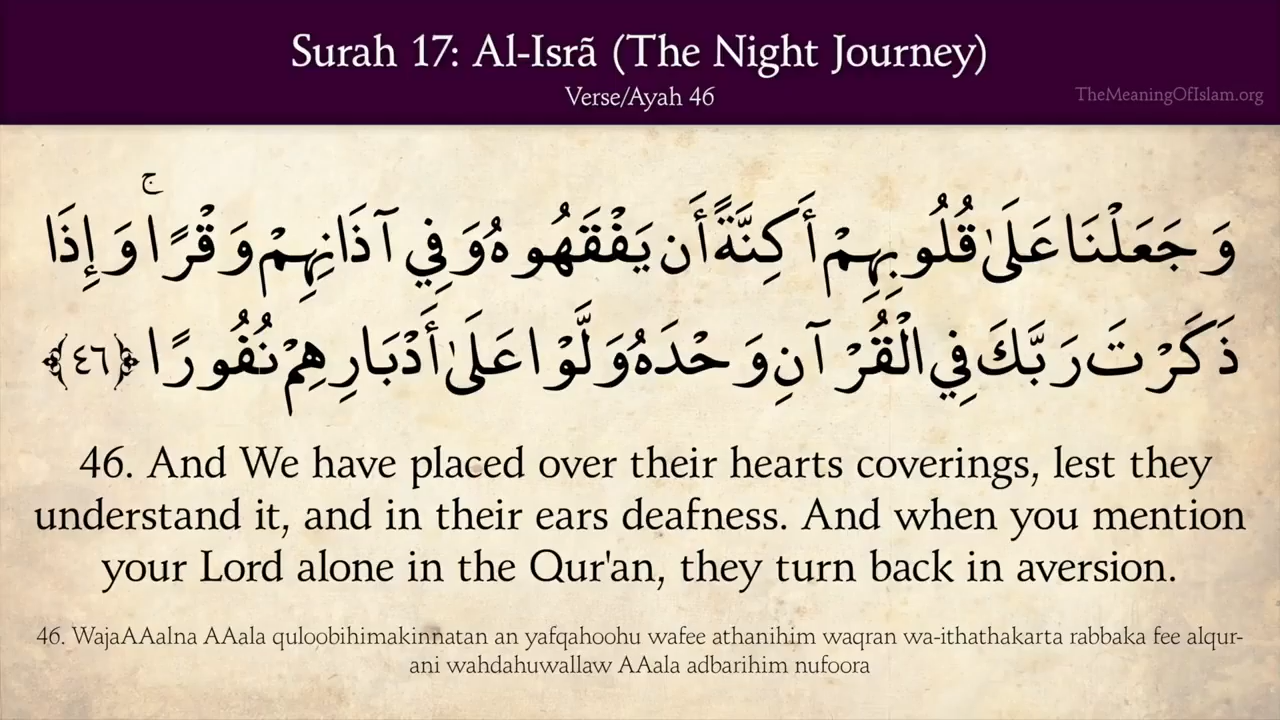 Surah 17: Al-Isrã (The Night Journey)
Verse/Ayah 46
TheMeaningOfIslam.org
وَجَعَلْنَا عَلَىٰ قُلُوبِهِمْ أَكِنَّةً أَن يَفْقَهُوهُ وَفِي آذَانِهِمْ وَقْرًا ۚ وَإِذَا
ذَكَرْتَ رَبَّكَ فِي الْقُرْآنِ وَحْدَهُ وَلَّوْا عَلَىٰ أَدْبَارِهِمْ نُفُورًا ﴿٤٦﴾
46. And We have placed over their hearts coverings, lest they
understand it, and in their ears deafness. And when you mention
your Lord alone in the Qur'an, they turn back in aversion.
46. WajaAAalna AAala quloobihimakinnatan an yafqahoohu wafee athanihim waqran wa-ithathakarta rabbaka fee alqur-
ani wahdahuwallaw AAala adbarihim nufoora